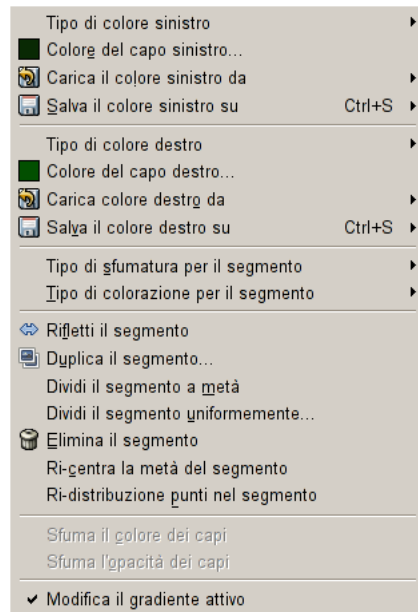 Tipo di colore sinistro
Colore del capo sinistro...
Carica il colore sinistro da
Salva il colore sinistro su Ctrl+S
Tipo di colore destro
Colore del capo destro...
Carica colore destro da
Salva il colore destro su Ctrl+S
Tipo di sfumatura per il segmento
Tipo di colorazione per il segmento
Rifletti il segmento
Duplica il segmento...
Dividi il segmento a metà
Dividi il segmento uniformemente...
Elimina il segmento
Ri-centra la metà del segmento
Ri-distribuzione punti nel segmento
Sfuma il colore dei capi
Sfuma l'opacità dei capi
Modifica il gradiente attivo